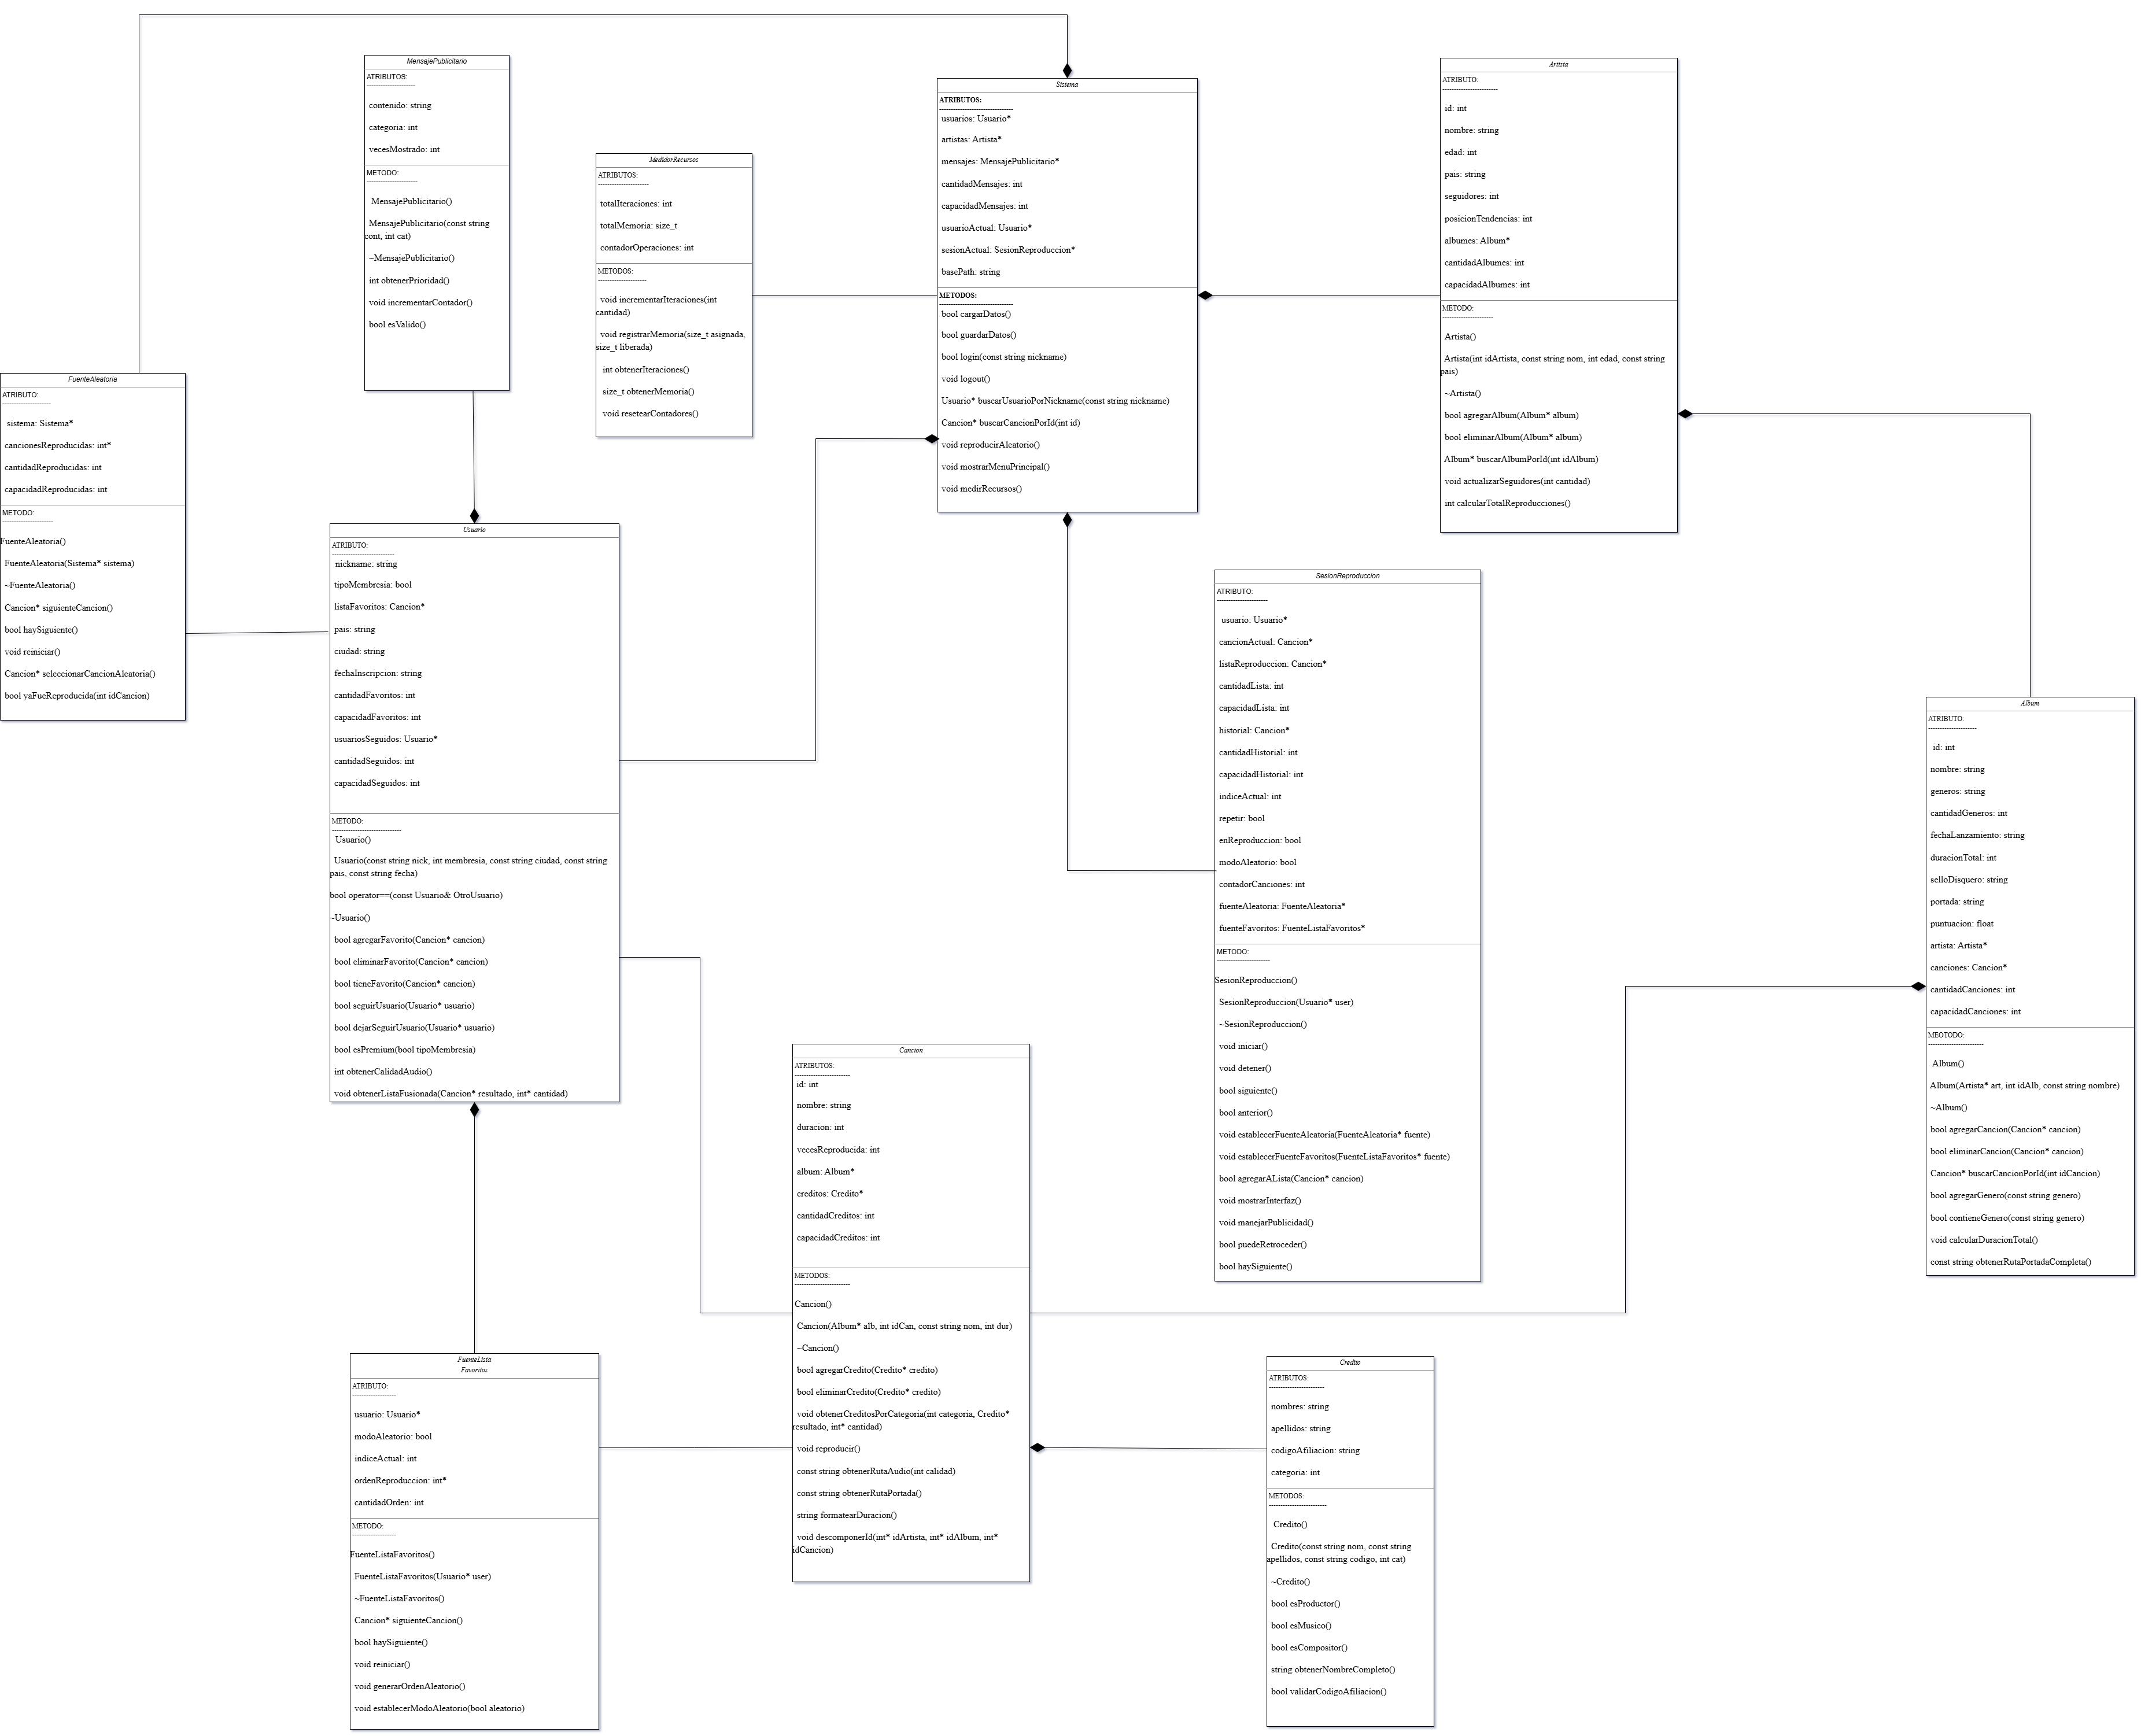 MensajePublicitario
ATRIBUTOS:
---------------------
contenido: string
categoria: int
vecesMostrado: int
METODO:
----------------------
MensajePublicitario()
MensajePublicitario(const string
cont, int cat)
~MensajePublicitario()
int obtenerPrioridad()
void incrementarContador()
bool esValido()
MedidorRecursos
ATRIBUTOS:
----------------------
totalIteraciones: int
totalMemoria: size_t
contadorOperaciones: int
METODOS:
---------------------
void incrementarIteraciones(int
cantidad)
void registrarMemoria(size_t asignada,
size_t liberada)
int obtenerIteraciones()
size_t obtenerMemoria()
void resetearContadores()
Sistema
ATRIBUTOS:
--------------------------------
usuarios: Usuario*
artistas: Artista*
mensajes: MensajePublicitario*
cantidadMensajes: int
capacidadMensajes: int
usuarioActual: Usuario*
sesionActual: SesionReproduccion*
basePath: string
METODOS:
--------------------------------
bool cargarDatos()
bool guardarDatos()
bool login(const string nickname)
void logout()
Usuario* buscarUsuarioPorNickname(const string nickname)
Cancion* buscarCancionPorId(int id)
void reproducirAleatorio()
void mostrarMenuPrincipal()
void medirRecursos()
Artista
ATRIBUTO:
------------------------
id: int
nombre: string
edad: int
pais: string
seguidores: int
posicionTendencias: int
albumes: Album*
cantidadAlbumes: int
capacidadAlbumes: int
METODO:
----------------------
Artista()
Artista(int idArtista, const string nom, int edad, const string
pais)
~Artista()
bool agregarAlbum(Album* album)
bool eliminarAlbum(Album* album)
Album* buscarAlbumPorId(int idAlbum)
void actualizarSeguidores(int cantidad)
int calcularTotalReproducciones()
FuenteAleatoria
ATRIBUTO:
---------------------
sistema: Sistema*
cancionesReproducidas: int*
cantidadReproducidas: int
capacidadReproducidas: int
METODO:
----------------------
FuenteAleatoria()
FuenteAleatoria(Sistema* sistema)
~FuenteAleatoria()
Cancion* siguienteCancion()
bool haySiguiente()
void reiniciar()
Cancion* seleccionarCancionAleatoria()
bool yaFueReproducida(int idCancion)
Usuario
ATRIBUTO:
---------------------------
nickname: string
tipoMembresia: bool
listaFavoritos: Cancion*
pais: string
ciudad: string
fechaInscripcion: string
cantidadFavoritos: int
capacidadFavoritos: int
usuariosSeguidos: Usuario*
cantidadSeguidos: int
capacidadSeguidos: int
METODO:
------------------------------
Usuario()
Usuario(const string nick, int membresia, const string ciudad, const string
pais, const string fecha)
bool operator==(const Usuario& OtroUsuario)
~Usuario()
bool agregarFavorito(Cancion* cancion)
bool eliminarFavorito(Cancion* cancion)
bool tieneFavorito(Cancion* cancion)
bool seguirUsuario(Usuario* usuario)
bool dejarSeguirUsuario(Usuario* usuario)
bool esPremium(bool tipoMembresia)
int obtenerCalidadAudio()
void obtenerListaFusionada(Cancion* resultado, int* cantidad)
SesionReproduccion
ATRIBUTO:
----------------------
usuario: Usuario*
cancionActual: Cancion*
listaReproduccion: Cancion*
cantidadLista: int
capacidadLista: int
historial: Cancion*
cantidadHistorial: int
capacidadHistorial: int
indiceActual: int
repetir: bool
enReproduccion: bool
modoAleatorio: bool
contadorCanciones: int
fuenteAleatoria: FuenteAleatoria*
fuenteFavoritos: FuenteListaFavoritos*
METODO:
-----------------------
SesionReproduccion()
SesionReproduccion(Usuario* user)
~SesionReproduccion()
void iniciar()
void detener()
bool siguiente()
bool anterior()
void establecerFuenteAleatoria(FuenteAleatoria* fuente)
void establecerFuenteFavoritos(FuenteListaFavoritos* fuente)
bool agregarALista(Cancion* cancion)
void mostrarInterfaz()
void manejarPublicidad()
bool puedeRetroceder()
bool haySiguiente()
Album
ATRIBUTO:
---------------------
id: int
nombre: string
generos: string
cantidadGeneros: int
fechaLanzamiento: string
duracionTotal: int
selloDisquero: string
portada: string
puntuacion: float
artista: Artista*
canciones: Cancion*
cantidadCanciones: int
capacidadCanciones: int
MEOTODO:
------------------------
Album()
Album(Artista* art, int idAlb, const string nombre)
~Album()
bool agregarCancion(Cancion* cancion)
bool eliminarCancion(Cancion* cancion)
Cancion* buscarCancionPorId(int idCancion)
bool agregarGenero(const string genero)
bool contieneGenero(const string genero)
void calcularDuracionTotal()
const string obtenerRutaPortadaCompleta()
Cancion
ATRIBUTOS:
------------------------
id: int
nombre: string
duracion: int
vecesReproducida: int
album: Album*
creditos: Credito*
cantidadCreditos: int
capacidadCreditos: int
METODOS:
------------------------
Cancion()
Cancion(Album* alb, int idCan, const string nom, int dur)
~Cancion()
bool agregarCredito(Credito* credito)
bool eliminarCredito(Credito* credito)
void obtenerCreditosPorCategoria(int categoria, Credito*
resultado, int* cantidad)
void reproducir()
const string obtenerRutaAudio(int calidad)
const string obtenerRutaPortada()
string formatearDuracion()
void descomponerId(int* idArtista, int* idAlbum, int*
idCancion)
FuenteLista
Favoritos
ATRIBUTO:
-------------------
usuario: Usuario*
modoAleatorio: bool
indiceActual: int
ordenReproduccion: int*
cantidadOrden: int
METODO:
-------------------
FuenteListaFavoritos()
FuenteListaFavoritos(Usuario* user)
~FuenteListaFavoritos()
Cancion* siguienteCancion()
bool haySiguiente()
void reiniciar()
void generarOrdenAleatorio()
void establecerModoAleatorio(bool aleatorio)
Credito
ATRIBUTOS:
------------------------
nombres: string
apellidos: string
codigoAfiliacion: string
categoria: int
METODOS:
-------------------------
Credito()
Credito(const string nom, const string
apellidos, const string codigo, int cat)
~Credito()
bool esProductor()
bool esMusico()
bool esCompositor()
string obtenerNombreCompleto()
bool validarCodigoAfiliacion()